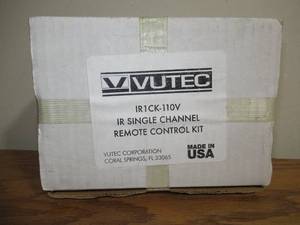 VUTEC
IR1CK-110V
IR SINGLE CHANNEL
REMOTE CONTROL KIT
VUTEC CORPORATION
CORAL SPRINGS, FL 33065
MADE IN
USA